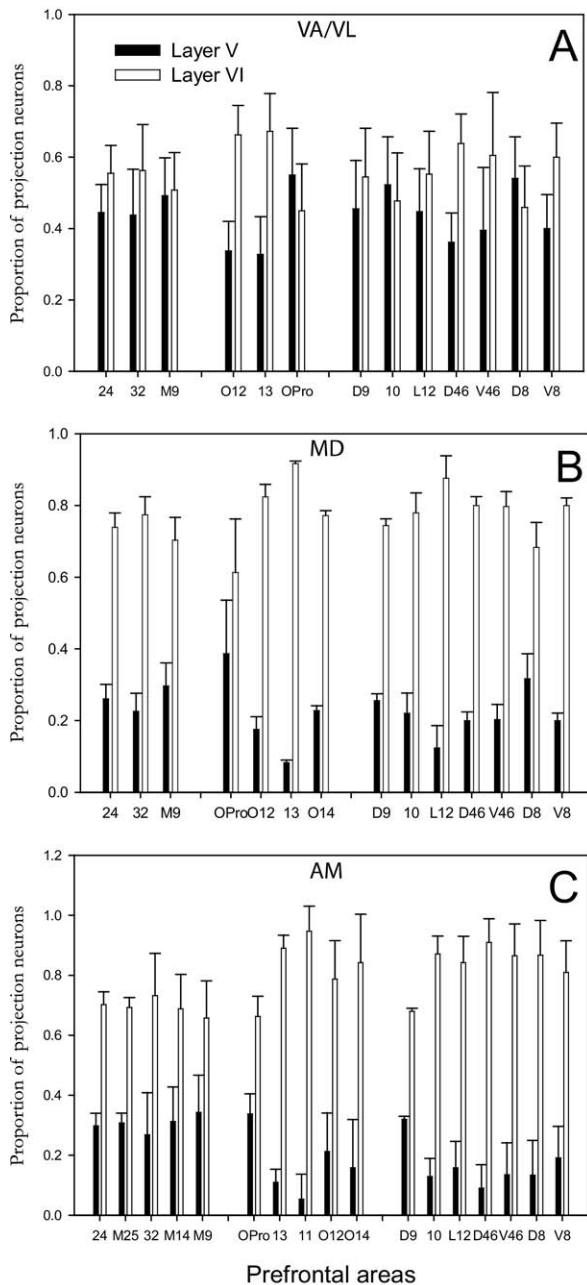 VA/VL
A
Layer V
Layer VI
Proportion of projection neurons
1.0
0.8
0.6
0.4
0.2
0.0
24 32 M9 O12 13 OPro D9 10 L12 D46 V46 D8 V8
MD
B
Proportion of projection neurons
1.0
0.8
0.6
0.4
0.2
0.0
24 32 M9 OPro O12 13 O14 D9 10 L12 D46 V46 D8 V8
AM
C
Proportion of projection neurons
1.2
1.0
0.8
0.6
0.4
0.2
0.0
24 M25 32 M14 M9 OPro 13 11 O12 O14 D9 10 L12 D46 V46 D8 V8
Prefrontal areas